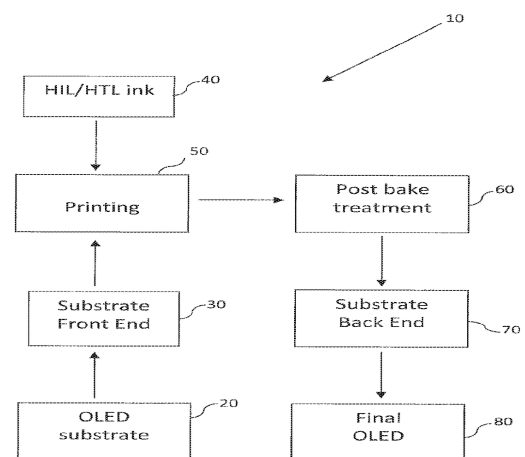 10
HIL/HTL ink
40
50
Printing
Post bake
treatment
60
Substrate
Front End
30
Substrate
Back End
70
OLED
substrate
20
Final
OLED
80